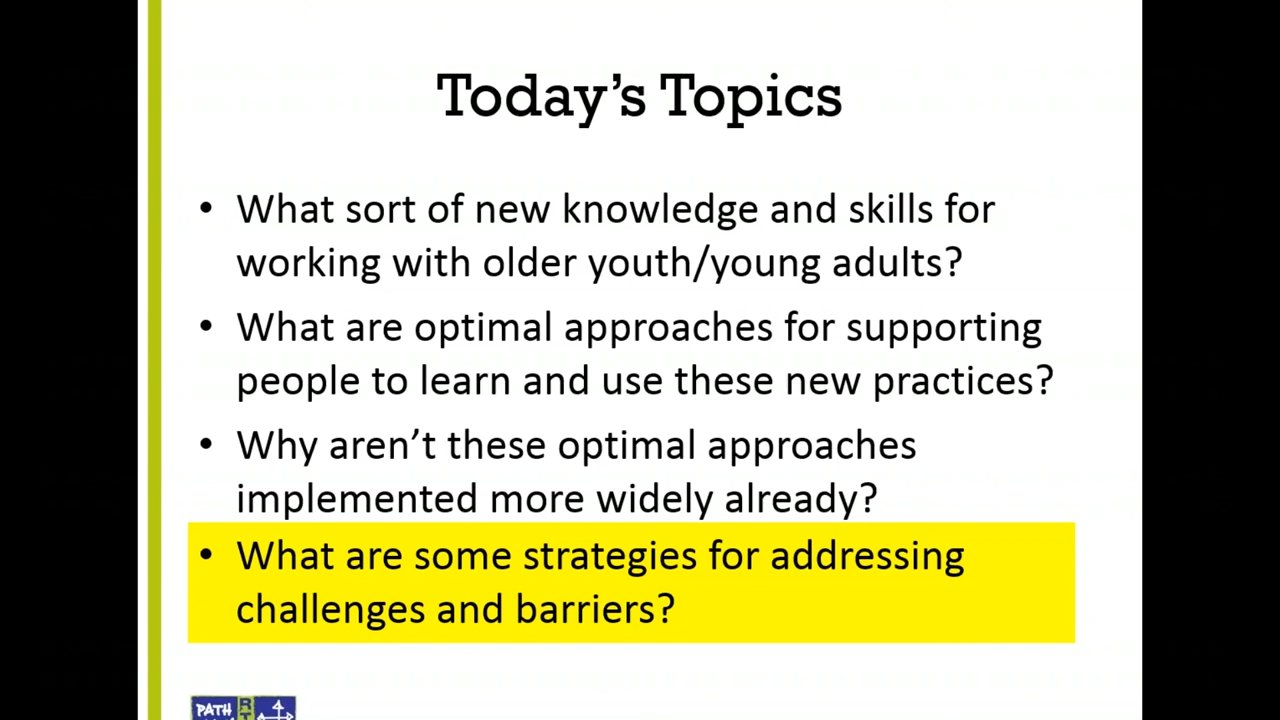 Today's Topics
• What sort of new knowledge and skills for
working with older youth/young adults?
• What are optimal approaches for supporting
people to learn and use these new practices?
• Why aren't these optimal approaches
implemented more widely already?
• What are some strategies for addressing
challenges and barriers?
PATH